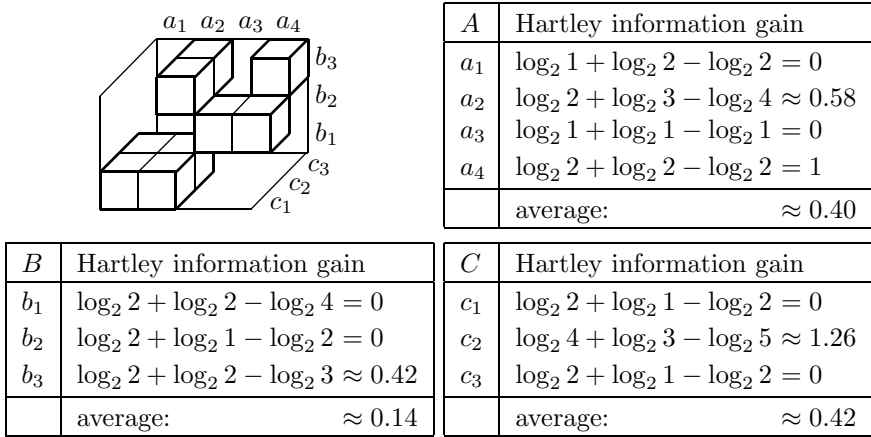 a₁ a₂ a₃ a₄
b₃
b₂
b₁
c₃
c₂
c₁
A Hartley information gain
a₁ log₂ 1 + log₂ 2 − log₂ 2 = 0
a₂ log₂ 2 + log₂ 3 − log₂ 4 ≈ 0.58
a₃ log₂ 1 + log₂ 1 − log₂ 1 = 0
a₄ log₂ 2 + log₂ 2 − log₂ 2 = 1
average: ≈ 0.40
B Hartley information gain
b₁ log₂ 2 + log₂ 2 − log₂ 4 = 0
b₂ log₂ 2 + log₂ 1 − log₂ 2 = 0
b₃ log₂ 2 + log₂ 2 − log₂ 3 ≈ 0.42
average: ≈ 0.14
C Hartley information gain
c₁ log₂ 2 + log₂ 1 − log₂ 2 = 0
c₂ log₂ 4 + log₂ 3 − log₂ 5 ≈ 1.26
c₃ log₂ 2 + log₂ 1 − log₂ 2 = 0
average: ≈ 0.42